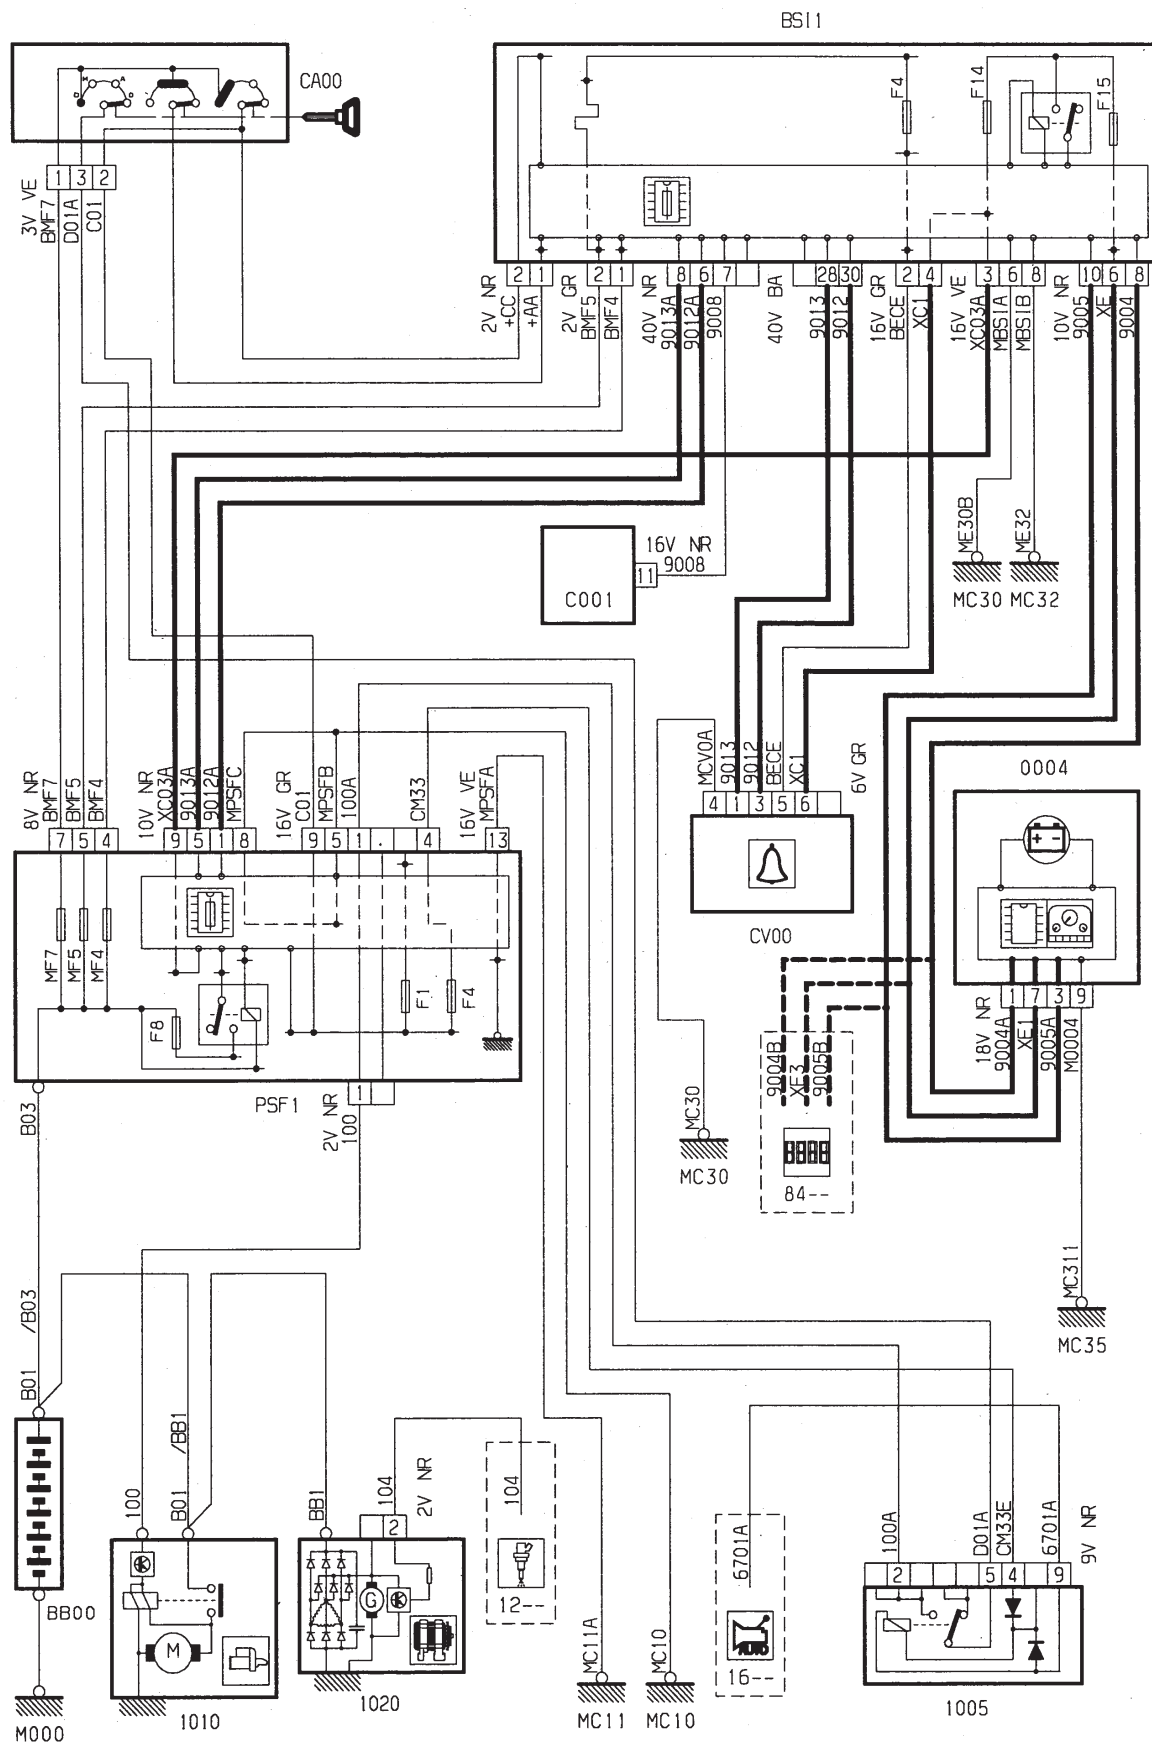 BSI1
CA00
H A
D D
F4
F14
F15
1 3 2
3V VE
BMF7
D01A
C01
2 1 2 1 8 6 7 28 30 2 4 3 6 8 10 6 8
2V NR
+CC
+AA
2V GR
BMF5
BMF4
40V NR
9013A
9012A
9008
40V BA
9013
9012
16V GR
BECE
XC1
16V VE
XC03A
MBSIA
MBSIB
10V NR
9005
XE
9004
C001
11
16V NR
9008
ME30B
ME32
MC30 MC32
8V NR
BMF7
BMF5
BMF4
10V NR
XC03A
9013A
9012A
MPSFC
16V GR
C01
MPSFB
100A
CM33
16V VE
MPSFA
7 5 4 9 5 1 8 9 5 1 . 4 13
MF7
MF5
MF4
F8
F1
F4
PSF1
1
2V NR
100
B03
MCV0A
9013
9012
BECE
XC1
6V GR
4 1 3 5 6
CV00
0004
+ -
1 7 3 9
18V NR
9004A
XE1
9005A
M0004
9004B
XE3
9005B
84--
MC30
MC30
MC311
MC35
/B03
B01
BB00
M000
/BB1
100
B01
M
1010
BB1
104
2V NR
2
G
1020
104
12--
MC11A
MC10
MC11 MC10
6701A
AUTO
16--
100A
D01A
CM33E
6701A
9V NR
2 5 4 9
1005